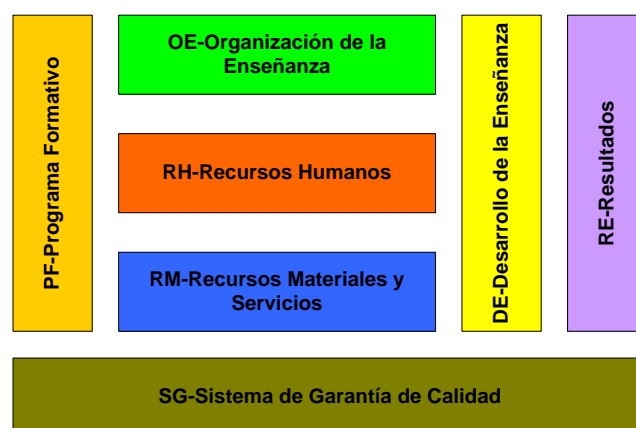 PF-Programa Formativo
OE-Organización de la
Enseñanza
RH-Recursos Humanos
RM-Recursos Materiales y
Servicios
DE-Desarrollo de la Enseñanza
RE-Resultados
SG-Sistema de Garantía de Calidad